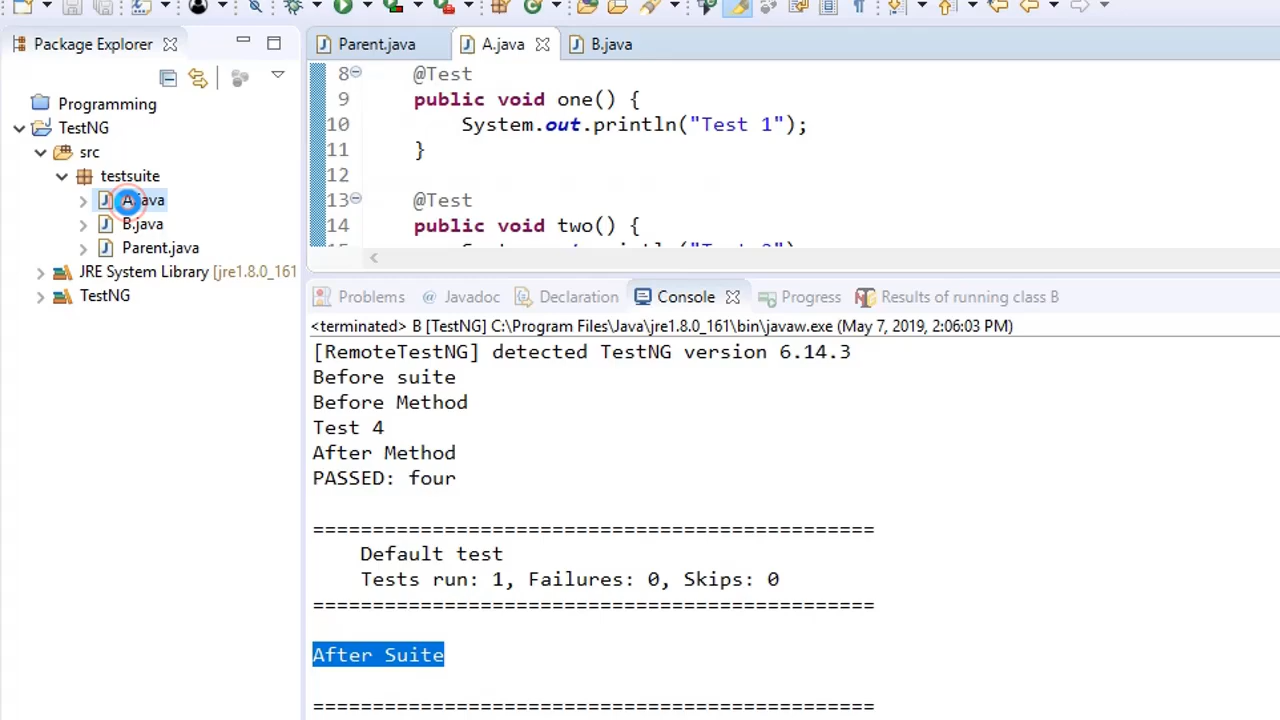 Package Explorer
Programming
TestNG
src
testsuite
A.java
B.java
Parent.java
JRE System Library [jre1.8.0_161
TestNG
Parent.java A.java B.java
8 @Test
9 public void one() {
10 System.out.println("Test 1");
11 }
12
13 @Test
14 public void two() {
Problems Javadoc Declaration Console Progress Results of running class B
<terminated> B [TestNG] C:\Program Files\Java\jre1.8.0_161\bin\javaw.exe (May 7, 2019, 2:06:03 PM)
[RemoteTestNG] detected TestNG version 6.14.3
Before suite
Before Method
Test 4
After Method
PASSED: four
===============================================
Default test
Tests run: 1, Failures: 0, Skips: 0
===============================================
After Suite
===============================================